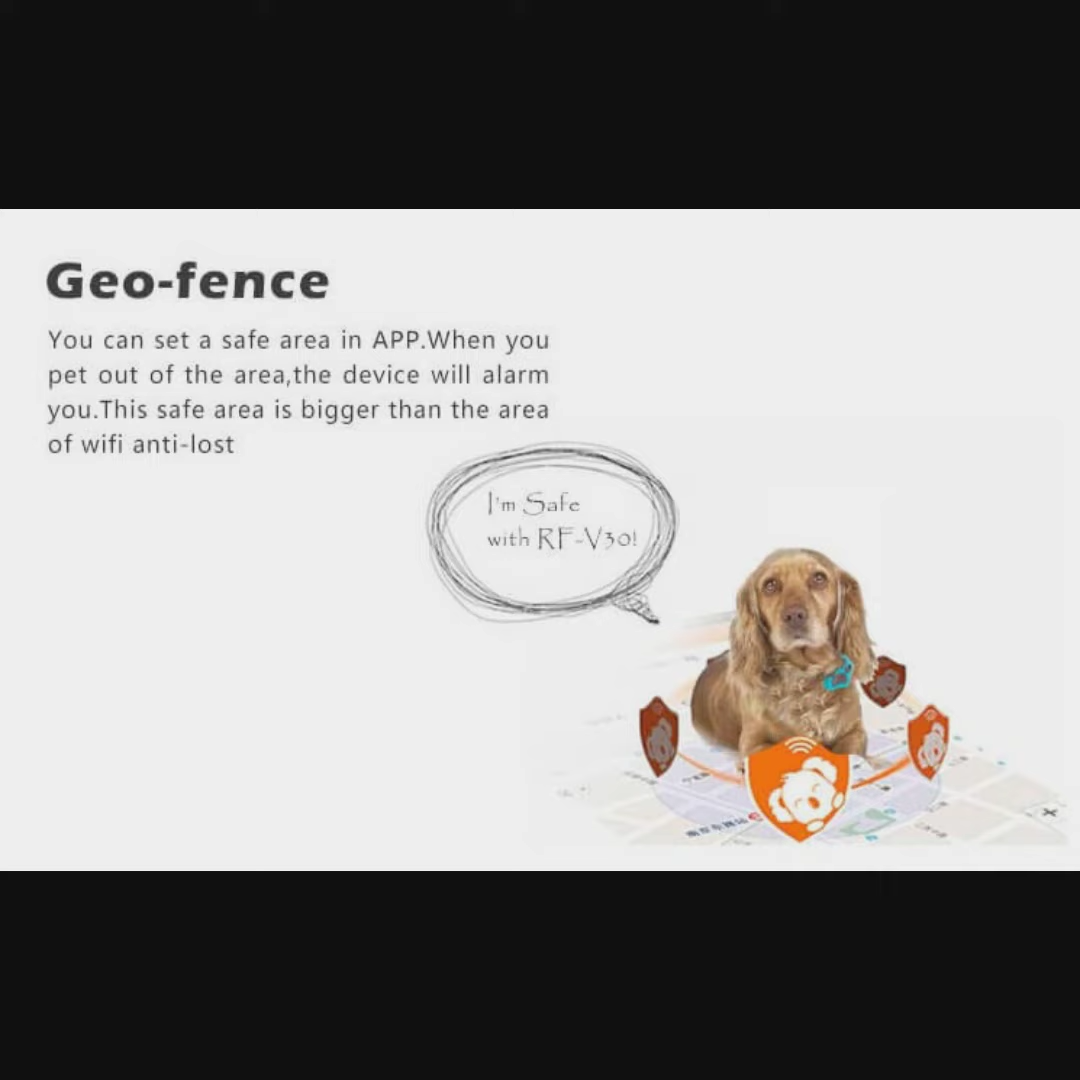 Geo-fence
You can set a safe area in APP.When you
pet out of the area,the device will alarm
you.This safe area is bigger than the area
of wifi anti-lost
I'm Safe
with RF-V30!